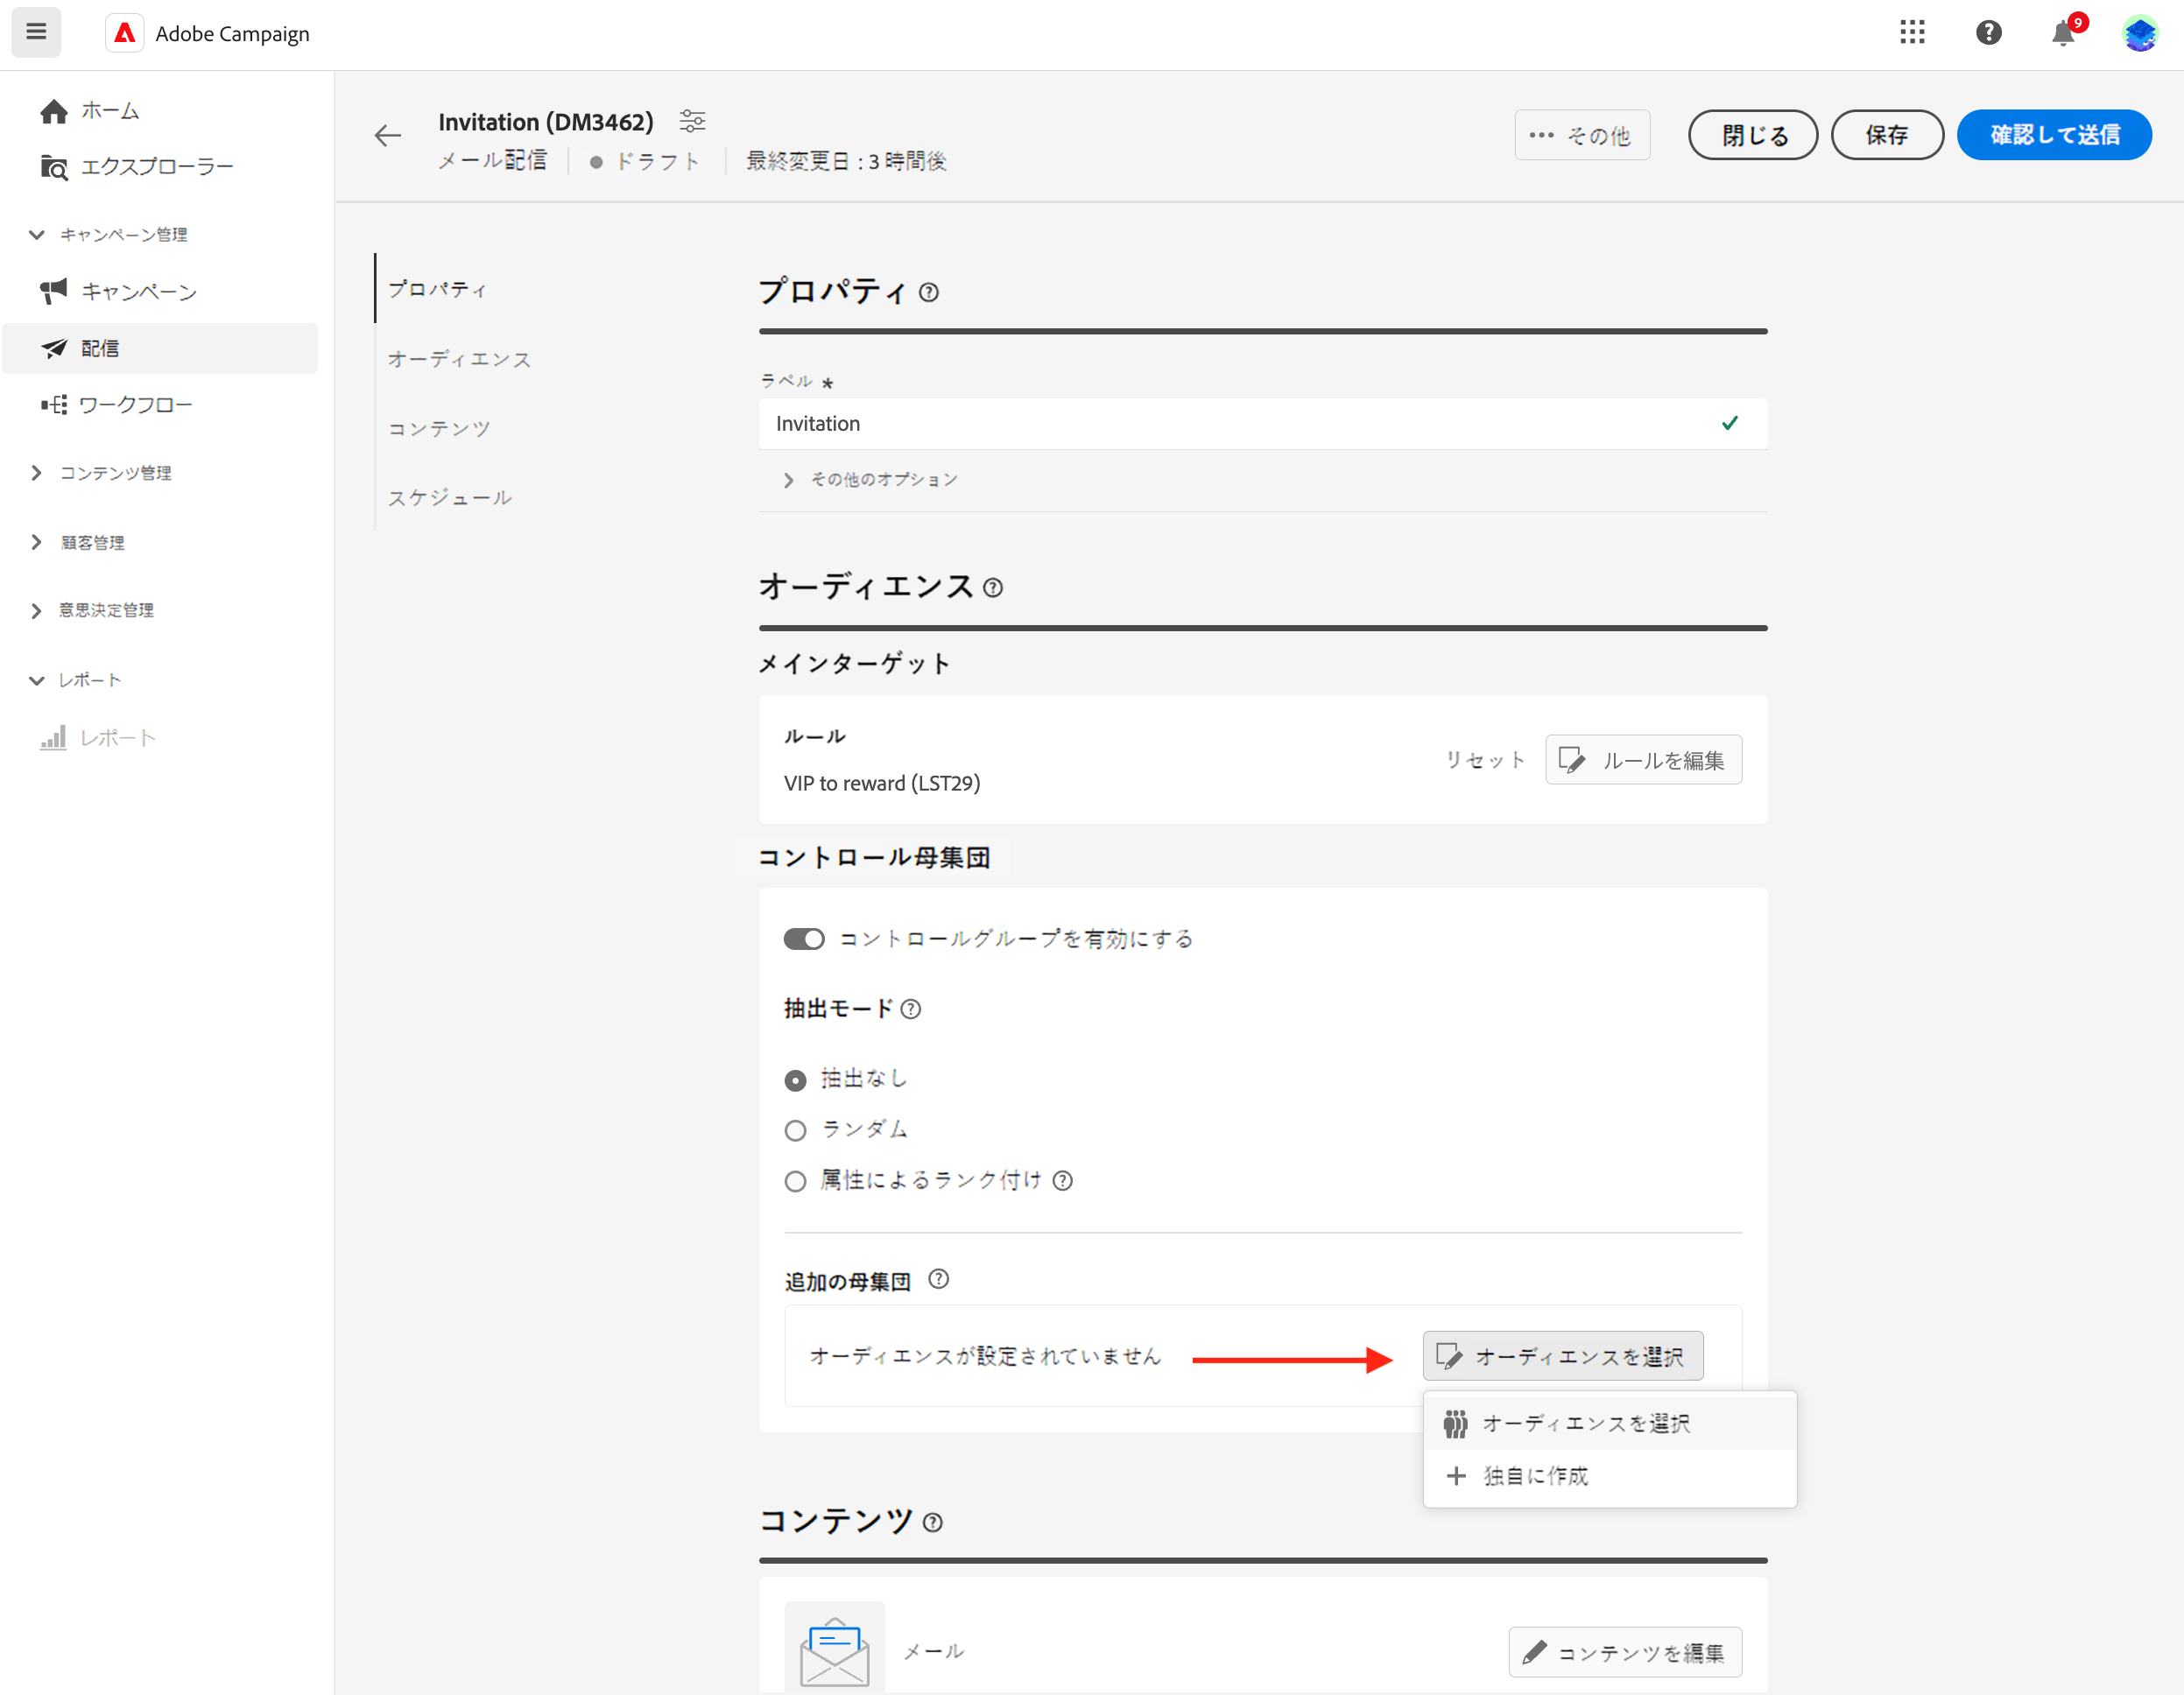 Adobe Campaign
9
ホーム
エクスプローラー
キャンペーン管理
キャンペーン
配信
ワークフロー
コンテンツ管理
顧客管理
意思決定管理
レポート
レポート
Invitation (DM3462)
メール配信
ドラフト
最終変更日 : 3 時間後
その他
閉じる
保存
確認して送信
プロパティ
オーディエンス
コンテンツ
スケジュール
プロパティ
ラベル *
Invitation
その他のオプション
オーディエンス
メインターゲット
ルール
VIP to reward (LST29)
リセット
ルールを編集
コントロール母集団
コントロールグループを有効にする
抽出モード
抽出なし
ランダム
属性によるランク付け
追加の母集団
オーディエンスが設定されていません
オーディエンスを選択
オーディエンスを選択
独自に作成
コンテンツ
メール
コンテンツを編集